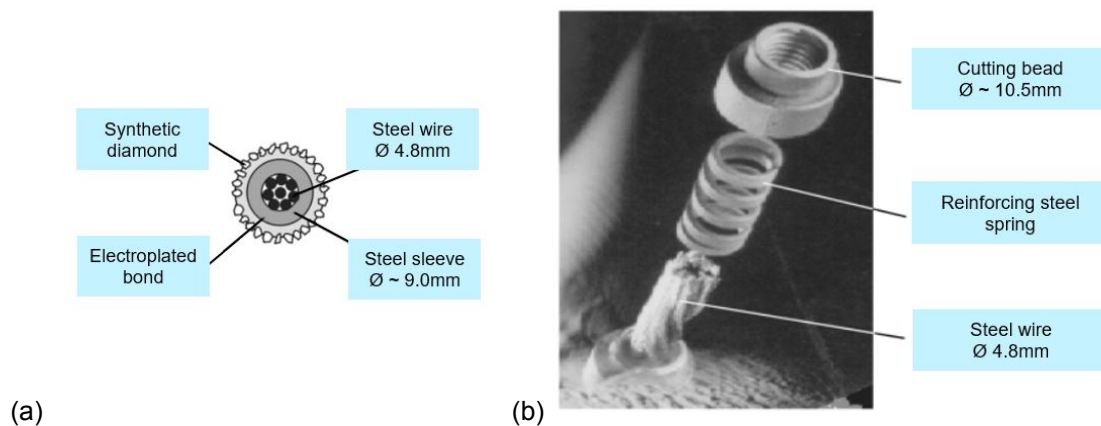 Synthetic
diamond
Steel wire
Ø 4.8mm
Electroplated
bond
Steel sleeve
Ø ~ 9.0mm
(a)
Cutting bead
Ø ~ 10.5mm
Reinforcing steel
spring
Steel wire
Ø 4.8mm
(b)